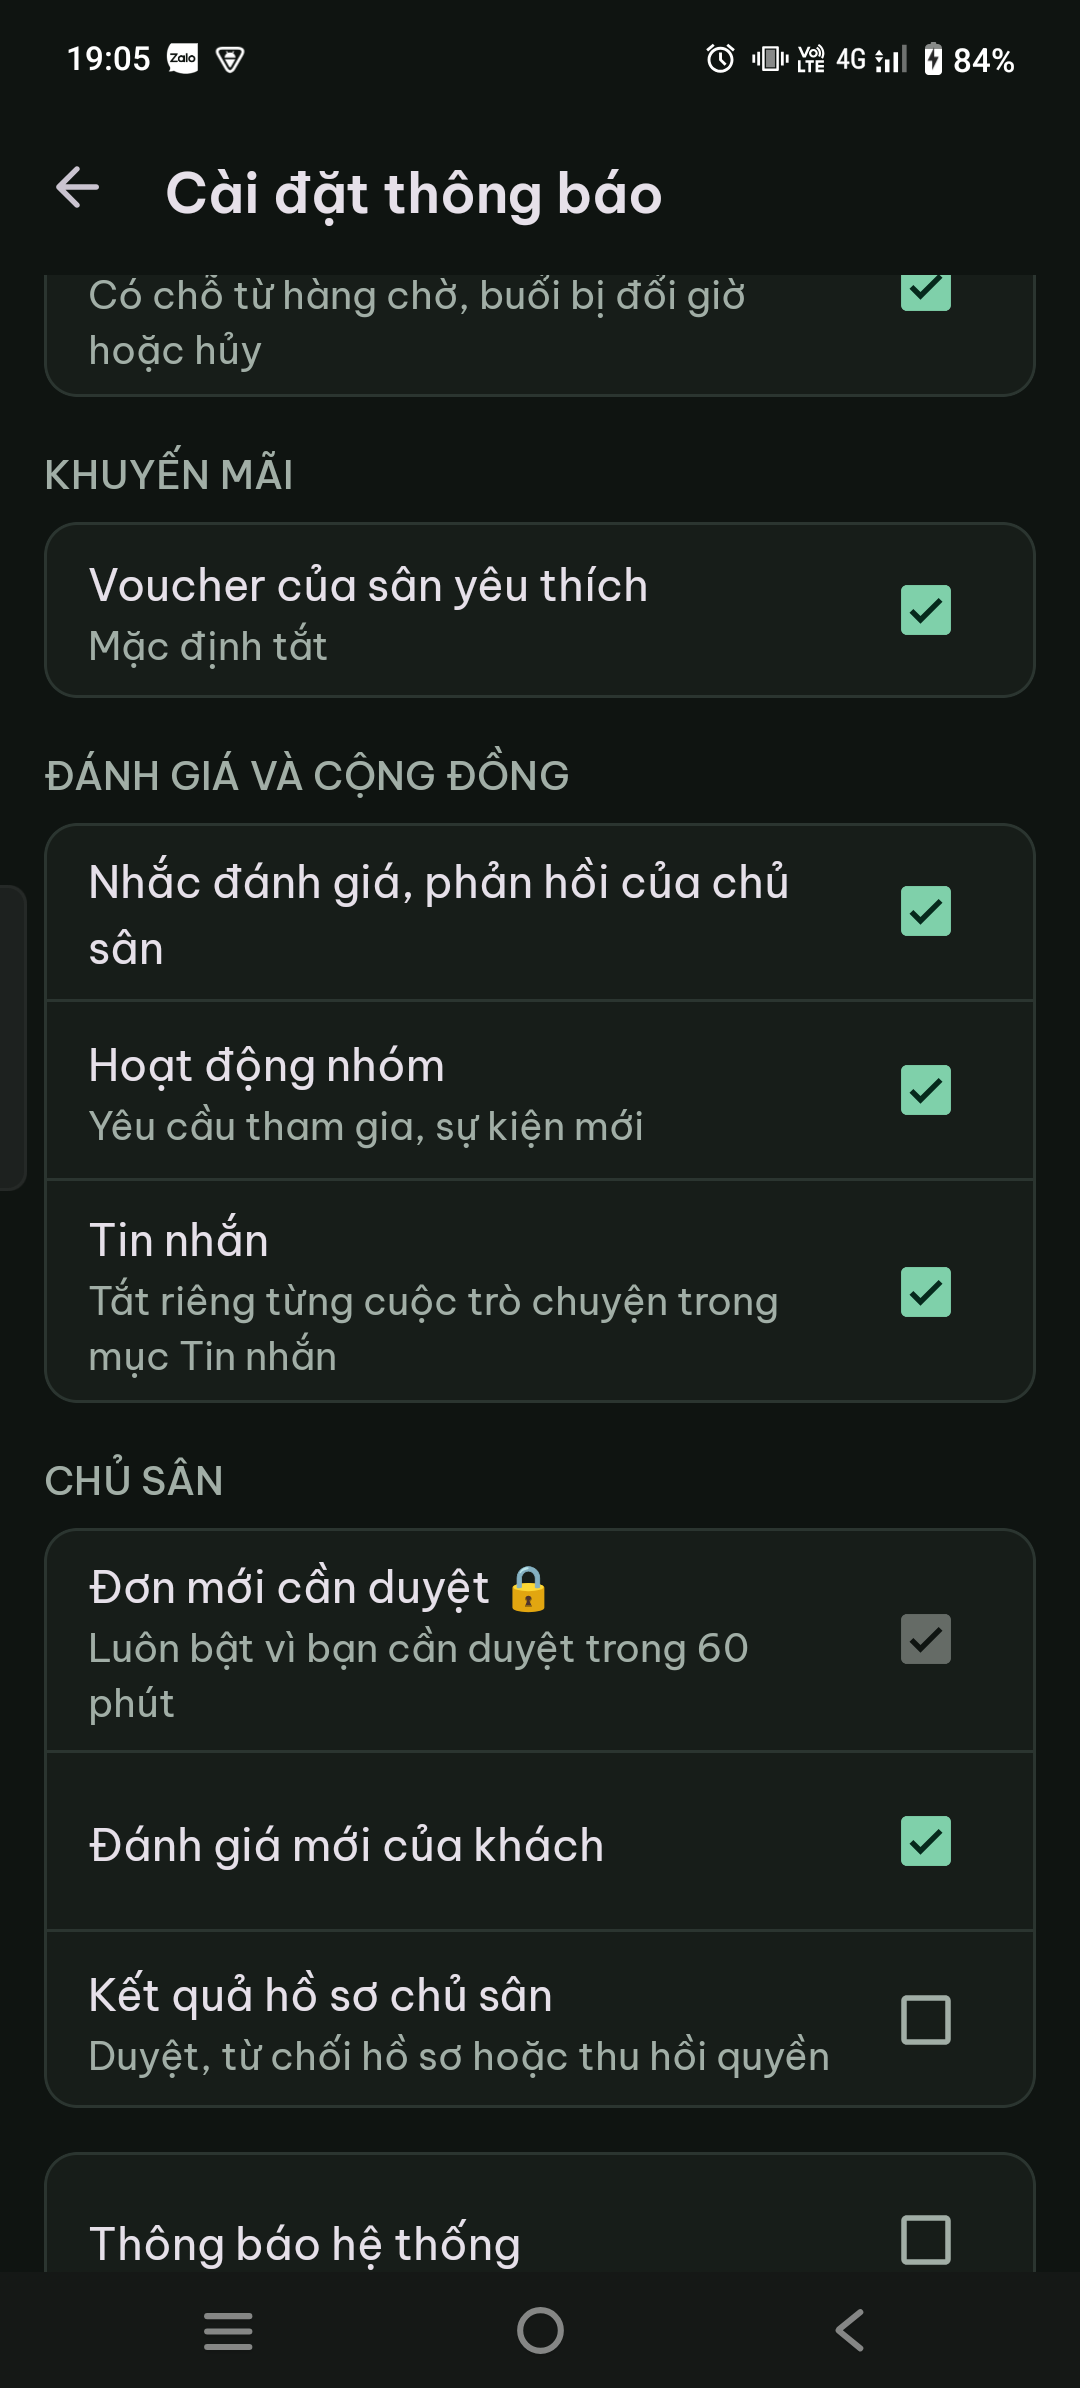 19:05 Zalo VoLTE 4G 84%
Cài đặt thông báo
Có chỗ từ hàng chờ, buổi bị đổi giờ
hoặc hủy
KHUYẾN MÃI
Voucher của sân yêu thích
Mặc định tắt
ĐÁNH GIÁ VÀ CỘNG ĐỒNG
Nhắc đánh giá, phản hồi của chủ
sân
Hoạt động nhóm
Yêu cầu tham gia, sự kiện mới
Tin nhắn
Tắt riêng từng cuộc trò chuyện trong
mục Tin nhắn
CHỦ SÂN
Đơn mới cần duyệt 🔒
Luôn bật vì bạn cần duyệt trong 60
phút
Đánh giá mới của khách
Kết quả hồ sơ chủ sân
Duyệt, từ chối hồ sơ hoặc thu hồi quyền
Thông báo hệ thống